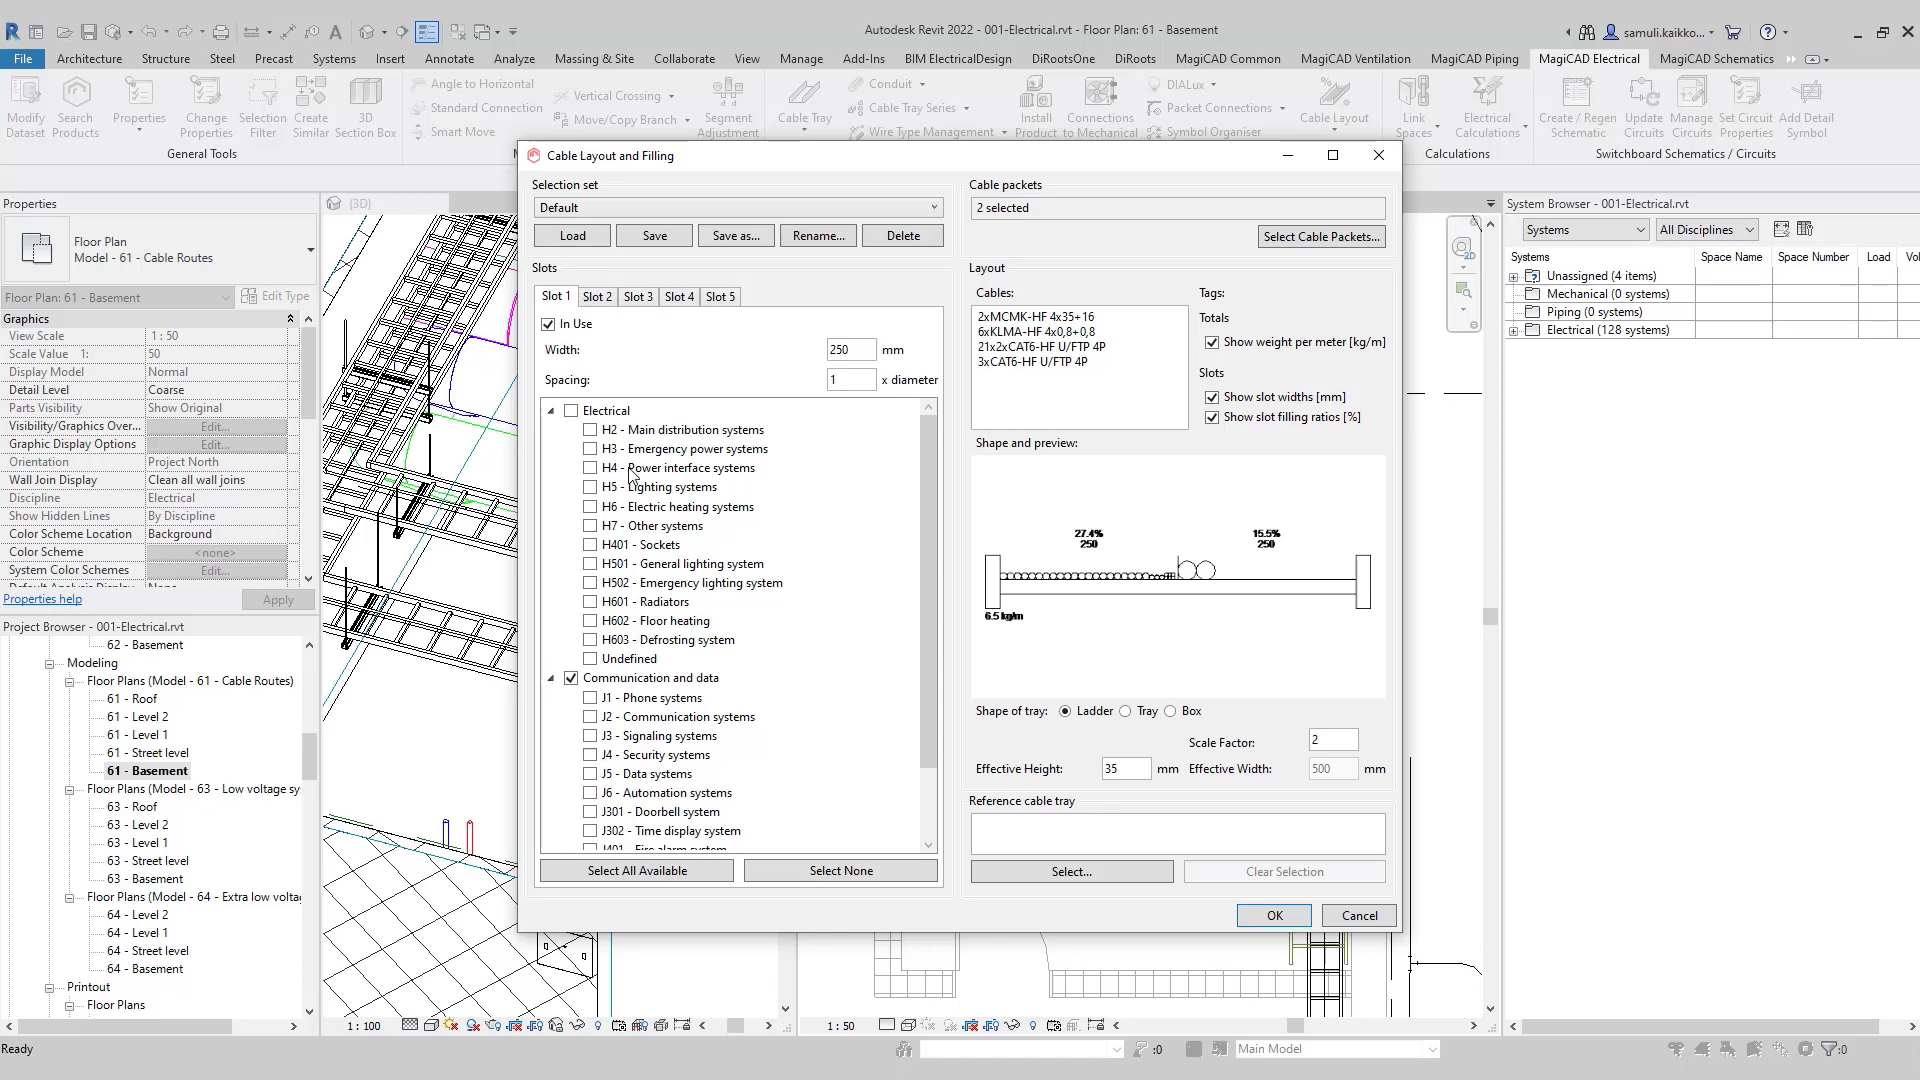 Autodesk Revit 2022 - 001-Electrical.rvt - Floor Plan: 61 - Basement
samuli.kaikko...
File Architecture Structure Steel Precast Systems Insert Annotate Analyze Massing & Site Collaborate View Manage Add-Ins BIM ElectricalDesign DiRootsOne DiRoots MagiCAD Common MagiCAD Ventilation MagiCAD Piping MagiCAD Electrical MagiCAD Schematics
Modify Dataset
Search Products
Properties
Change Properties
Selection Filter
Create Similar
3D Section Box
Angle to Horizontal
Standard Connection
Smart Move
Vertical Crossing
Move/Copy Branch
Segment Adjustment
Cable Tray
Conduit
Cable Tray Series
Wire Type Management
Install Product
Connections to Mechanical
DIALux
Packet Connections
Symbol Organiser
Cable Layout
Link Spaces
Electrical Calculations
Create / Regen Schematic
Update Circuits
Manage Circuits
Set Circuit Properties
Add Detail Symbol
General Tools
Calculations
Switchboard Schematics / Circuits
Properties
Floor Plan
Model - 61 - Cable Routes
Floor Plan: 61 - Basement
Edit Type
Graphics
View Scale 1 : 50
Scale Value 1: 50
Display Model Normal
Detail Level Coarse
Parts Visibility Show Original
Visibility/Graphics Over... Edit...
Graphic Display Options Edit...
Orientation Project North
Wall Join Display Clean all wall joins
Discipline Electrical
Show Hidden Lines By Discipline
Color Scheme Location Background
Color Scheme <none>
System Color Schemes Edit...
Default Analysis Display None
Properties help
Apply
Project Browser - 001-Electrical.rvt
62 - Basement
Modeling
Floor Plans (Model - 61 - Cable Routes)
61 - Roof
61 - Level 2
61 - Level 1
61 - Street level
61 - Basement
Floor Plans (Model - 63 - Low voltage sy
63 - Roof
63 - Level 2
63 - Level 1
63 - Street level
63 - Basement
Floor Plans (Model - 64 - Extra low voltag
64 - Level 2
64 - Level 1
64 - Street level
64 - Basement
Printout
Floor Plans
{3D}
Cable Layout and Filling
Selection set
Default
Load
Save
Save as...
Rename...
Delete
Slots
Slot 1 Slot 2 Slot 3 Slot 4 Slot 5
In Use
Width: 250 mm
Spacing: 1 x diameter
Electrical
H2 - Main distribution systems
H3 - Emergency power systems
H4 - Power interface systems
H5 - Lighting systems
H6 - Electric heating systems
H7 - Other systems
H401 - Sockets
H501 - General lighting system
H502 - Emergency lighting system
H601 - Radiators
H602 - Floor heating
H603 - Defrosting system
Undefined
Communication and data
J1 - Phone systems
J2 - Communication systems
J3 - Signaling systems
J4 - Security systems
J5 - Data systems
J6 - Automation systems
J301 - Doorbell system
J302 - Time display system
J401 - Fire alarm system
Select All Available
Select None
Cable packets
2 selected
Select Cable Packets...
Layout
Cables:
2xMCMK-HF 4x35+16
6xKLMA-HF 4x0,8+0,8
21x2xCAT6-HF U/FTP 4P
3xCAT6-HF U/FTP 4P
Tags:
Totals
Show weight per meter [kg/m]
Slots
Show slot widths [mm]
Show slot filling ratios [%]
Shape and preview:
27.4%
250
15.5%
250
6.5 kg/m
Shape of tray: Ladder Tray Box
Scale Factor: 2
Effective Height: 35 mm Effective Width: 500 mm
Reference cable tray
Select...
Clear Selection
OK
Cancel
2D
System Browser - 001-Electrical.rvt
Systems
All Disciplines
Systems Space Name Space Number Load Vol
Unassigned (4 items)
Mechanical (0 systems)
Piping (0 systems)
Electrical (128 systems)
1 : 100
1 : 50
Ready
:0
Main Model
:0